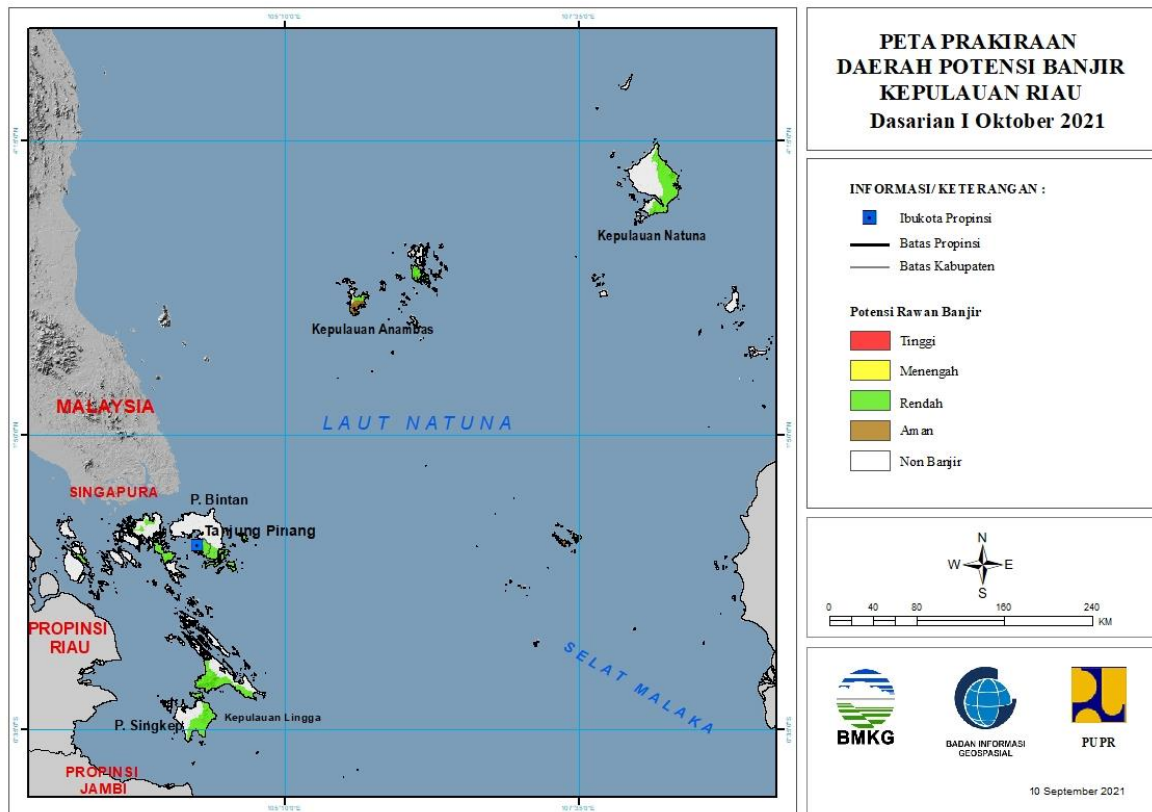 PETA PRAKIRAAN
DAERAH POTENSI BANJIR
KEPULAUAN RIAU
Dasarian I Oktober 2021
INFORMASI/ KETERANGAN :
Ibukota Propinsi
Batas Propinsi
Batas Kabupaten
Potensi Rawan Banjir
Tinggi
Menengah
Rendah
Aman
Non Banjir
N
W E
S
0 40 80 160 240
KM
BMKG
BADAN INFORMASI
GEOSPASIAL
PUPR
10 September 2021
Kepulauan Natuna
Kepulauan Anambas
MALAYSIA
LAUT NATUNA
SINGAPURA
P. Bintan
Tanjung Pinang
PROPINSI
RIAU
SELAT MALAKA
P. Singkep
Kepulauan Lingga
PROPINSI
JAMBI